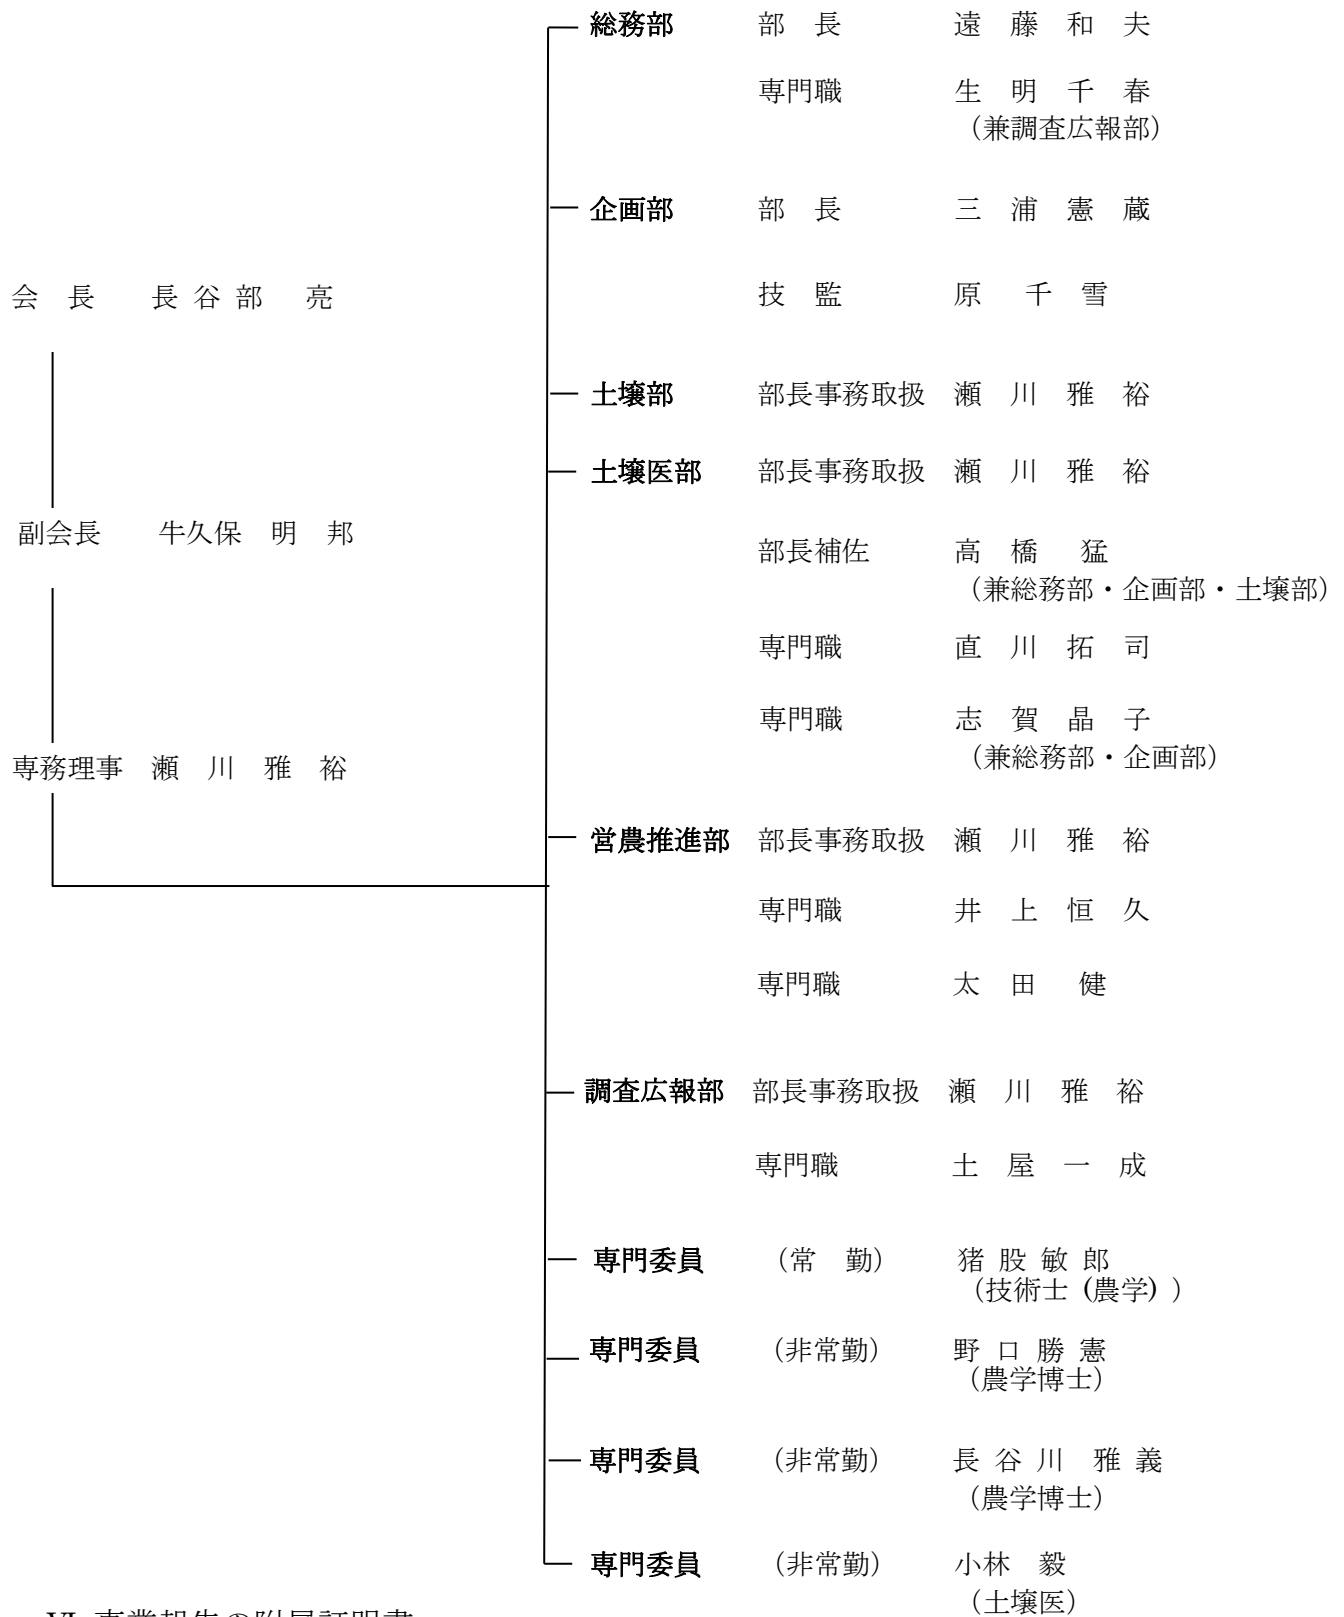 総務部 部 長 遠 藤 和 夫
専門職 生 明 千 春
（兼調査広報部）
企画部 部 長 三 浦 憲 蔵
会 長 長 谷 部 亮
技 監 原 千 雪
土壌部 部長事務取扱 瀬 川 雅 裕
土壌医部 部長事務取扱 瀬 川 雅 裕
副会長 牛久保 明 邦
部長補佐 高 橋 猛
（兼総務部・企画部・土壌部）
専門職 直 川 拓 司
専門職 志 賀 晶 子
（兼総務部・企画部）
専務理事 瀬 川 雅 裕
営農推進部 部長事務取扱 瀬 川 雅 裕
専門職 井 上 恒 久
専門職 太 田 健
調査広報部 部長事務取扱 瀬 川 雅 裕
専門職 土 屋 一 成
専門委員 （常 勤） 猪 股 敏 郎
（技術士（農学））
専門委員 （非常勤） 野 口 勝 憲
（農学博士）
専門委員 （非常勤） 長 谷 川 雅 義
（農学博士）
専門委員 （非常勤） 小林 毅
（土壌医）